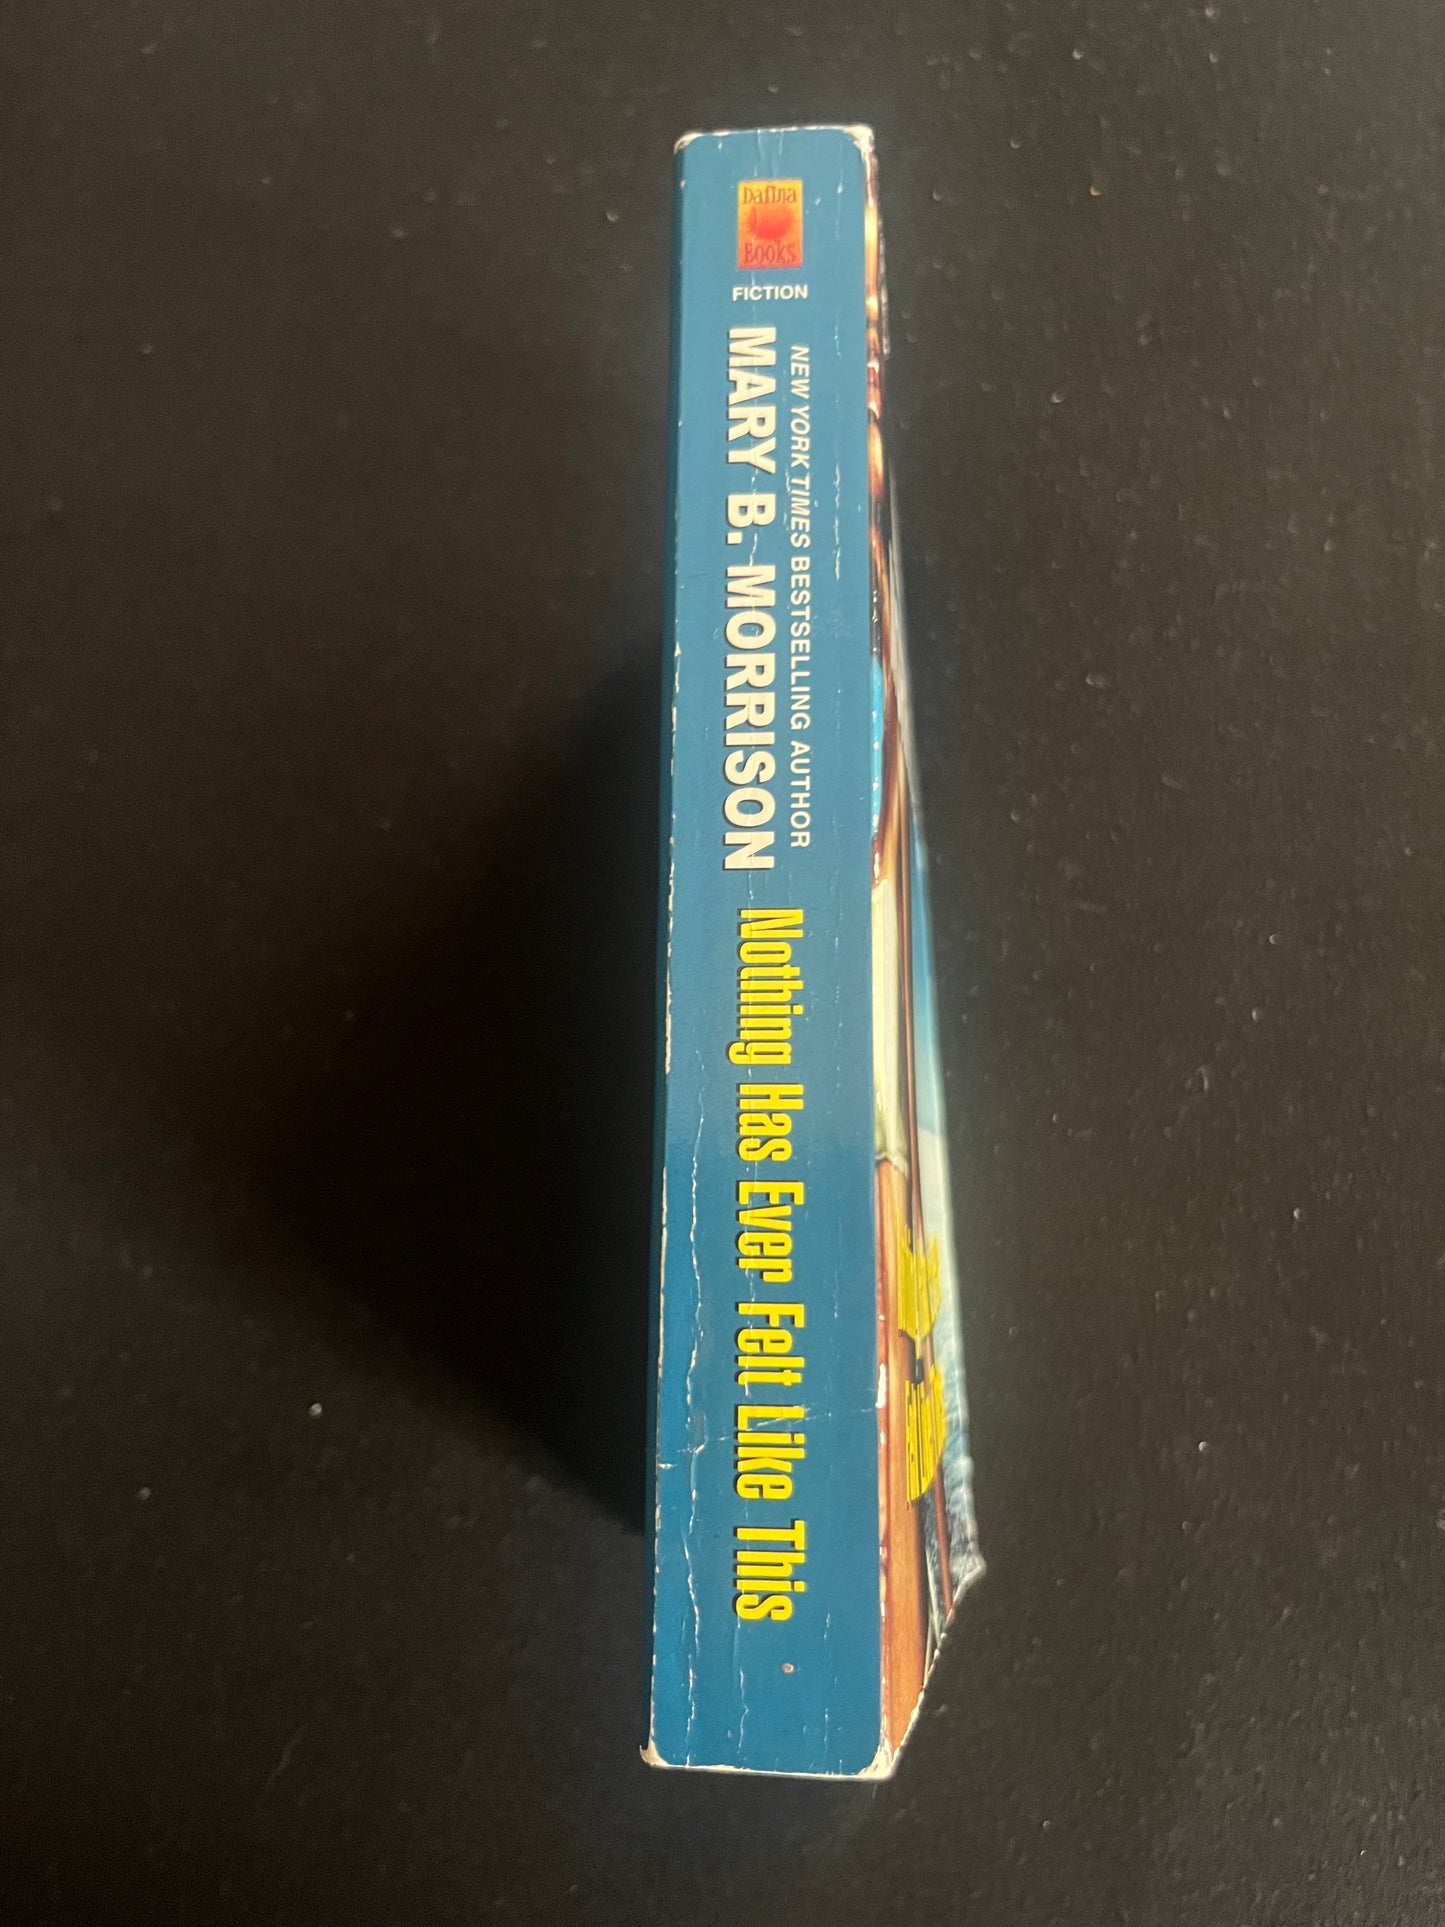 Dafina
BOOKS
FICTION
NEW YORK TIMES BESTSELLING AUTHOR
MARY B. MORRISON
Nothing Has Ever Felt Like This